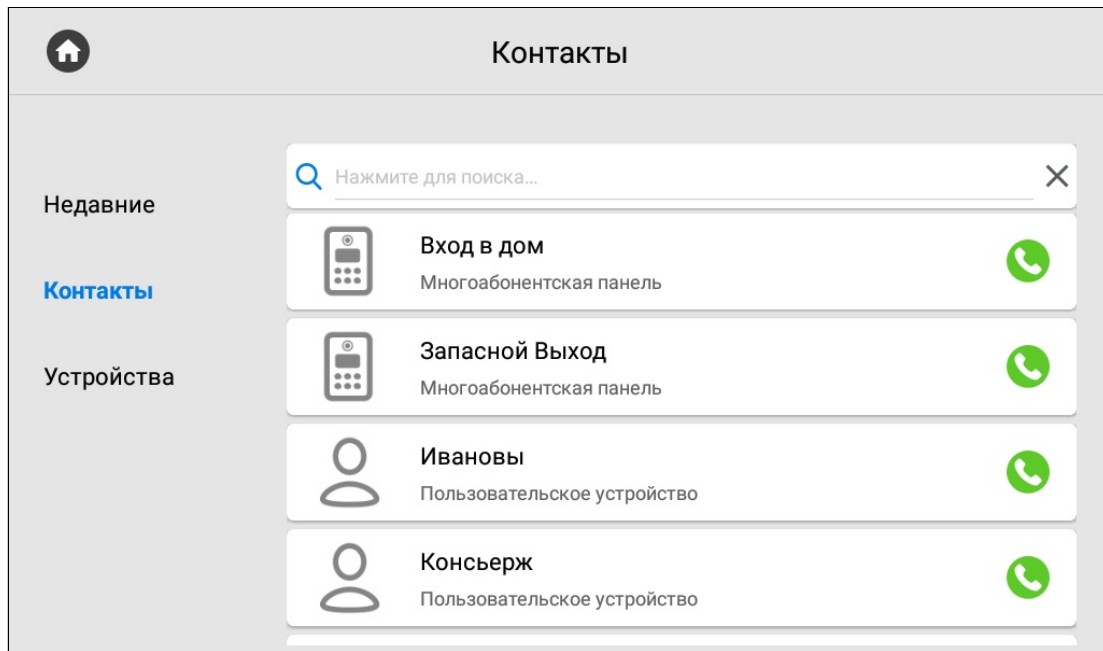 Контакты
Недавние
Контакты
Устройства
Нажмите для поиска...
Вход в дом
Многоабонентская панель
Запасной Выход
Многоабонентская панель
Ивановы
Пользовательское устройство
Консьерж
Пользовательское устройство